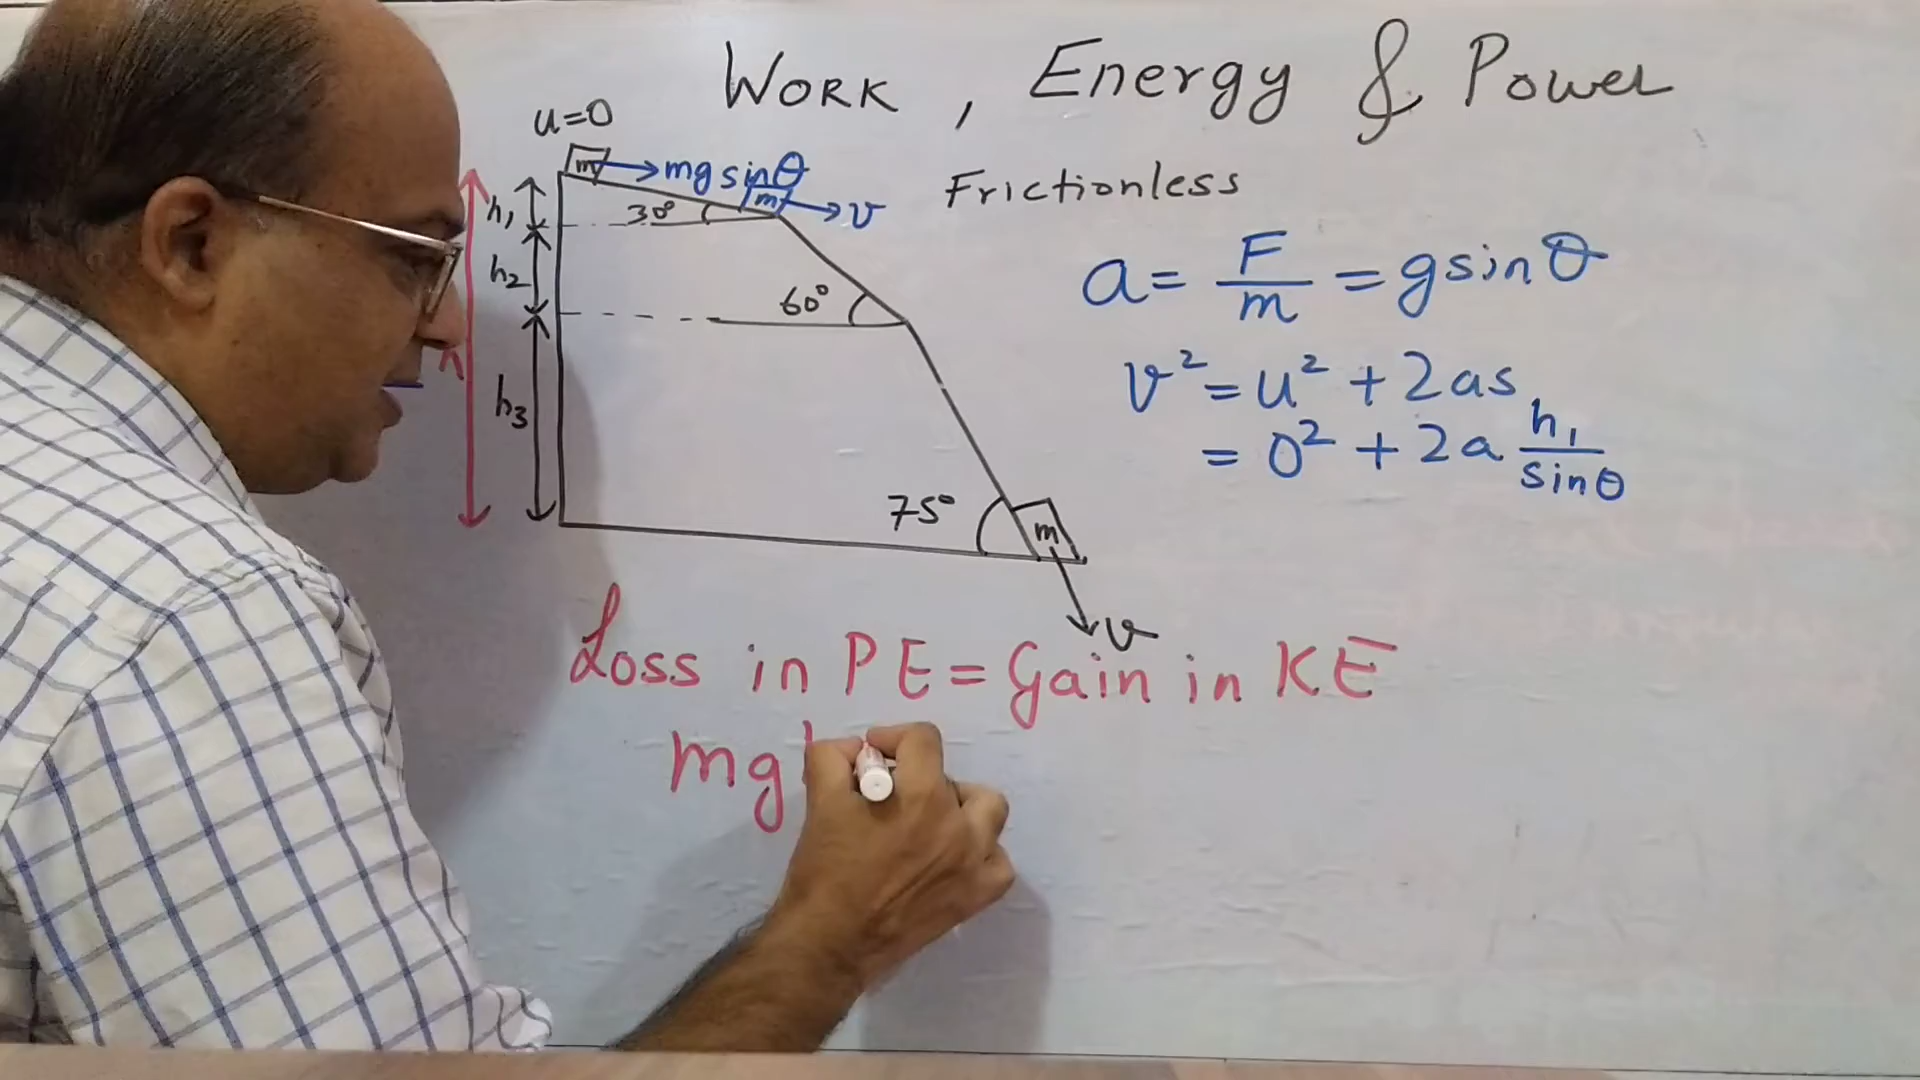 WORK, Energy & Power
u=0
m
mg sinθ
m
v
Frictionless
h₁
30°
h₂
60°
h
h₃
75°
m
v
a = F/m = g sin θ
v² = u² + 2as
= 0² + 2a h₁/sinθ
Loss in PE = Gain in KE
mg